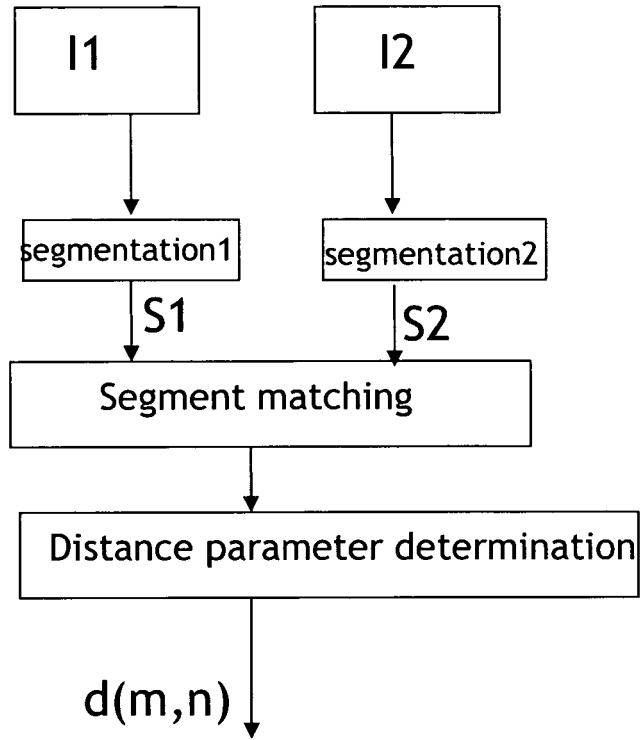 I1
I2
segmentation1
segmentation2
S1
S2
Segment matching
Distance parameter determination
d(m,n)